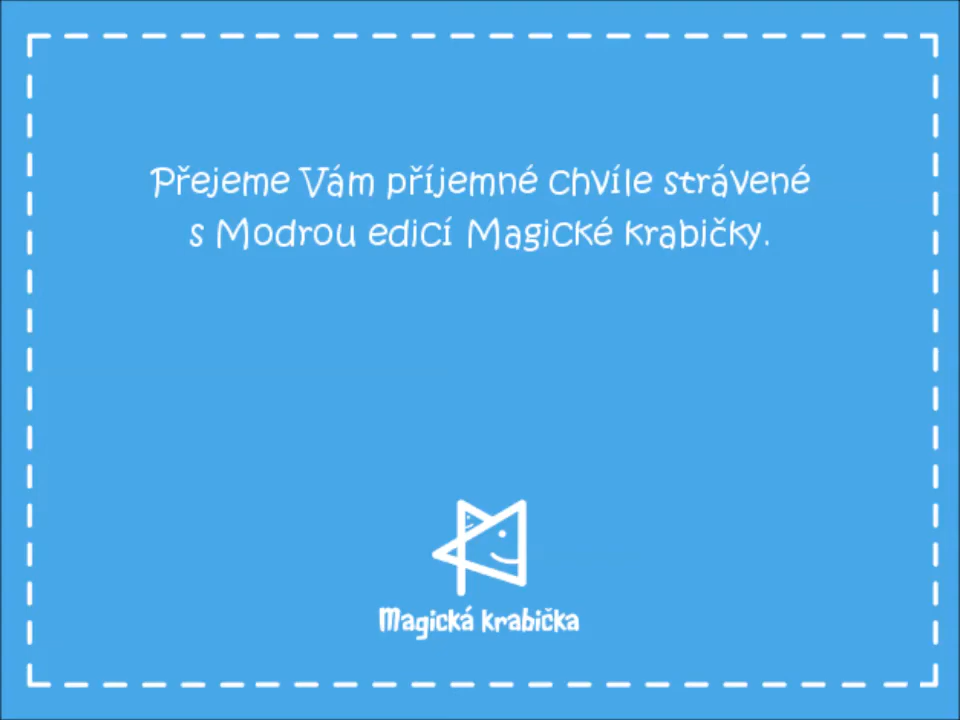 Přejeme Vám příjemné chvíle strávené
s Modrou edicí Magické krabičky.
Magická krabička